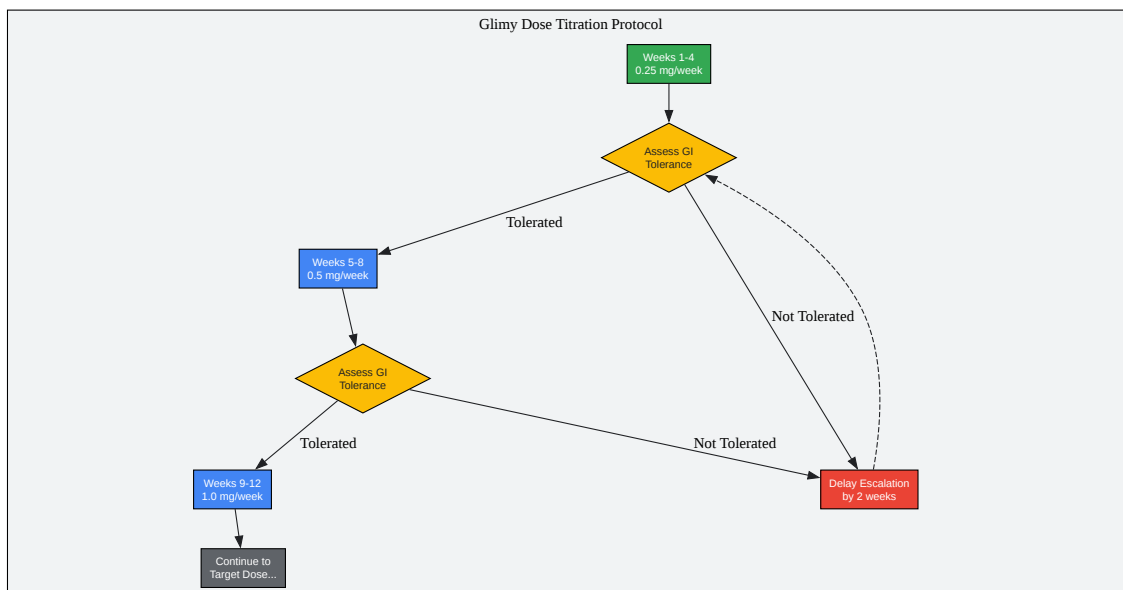 Glimy Dose Titration Protocol
Weeks 1-4
0.25 mg/week
Assess GI
Tolerance
Tolerated
Weeks 5-8
0.5 mg/week
Not Tolerated
Assess GI
Tolerance
Tolerated
Not Tolerated
Weeks 9-12
1.0 mg/week
Delay Escalation
by 2 weeks
Continue to
Target Dose...